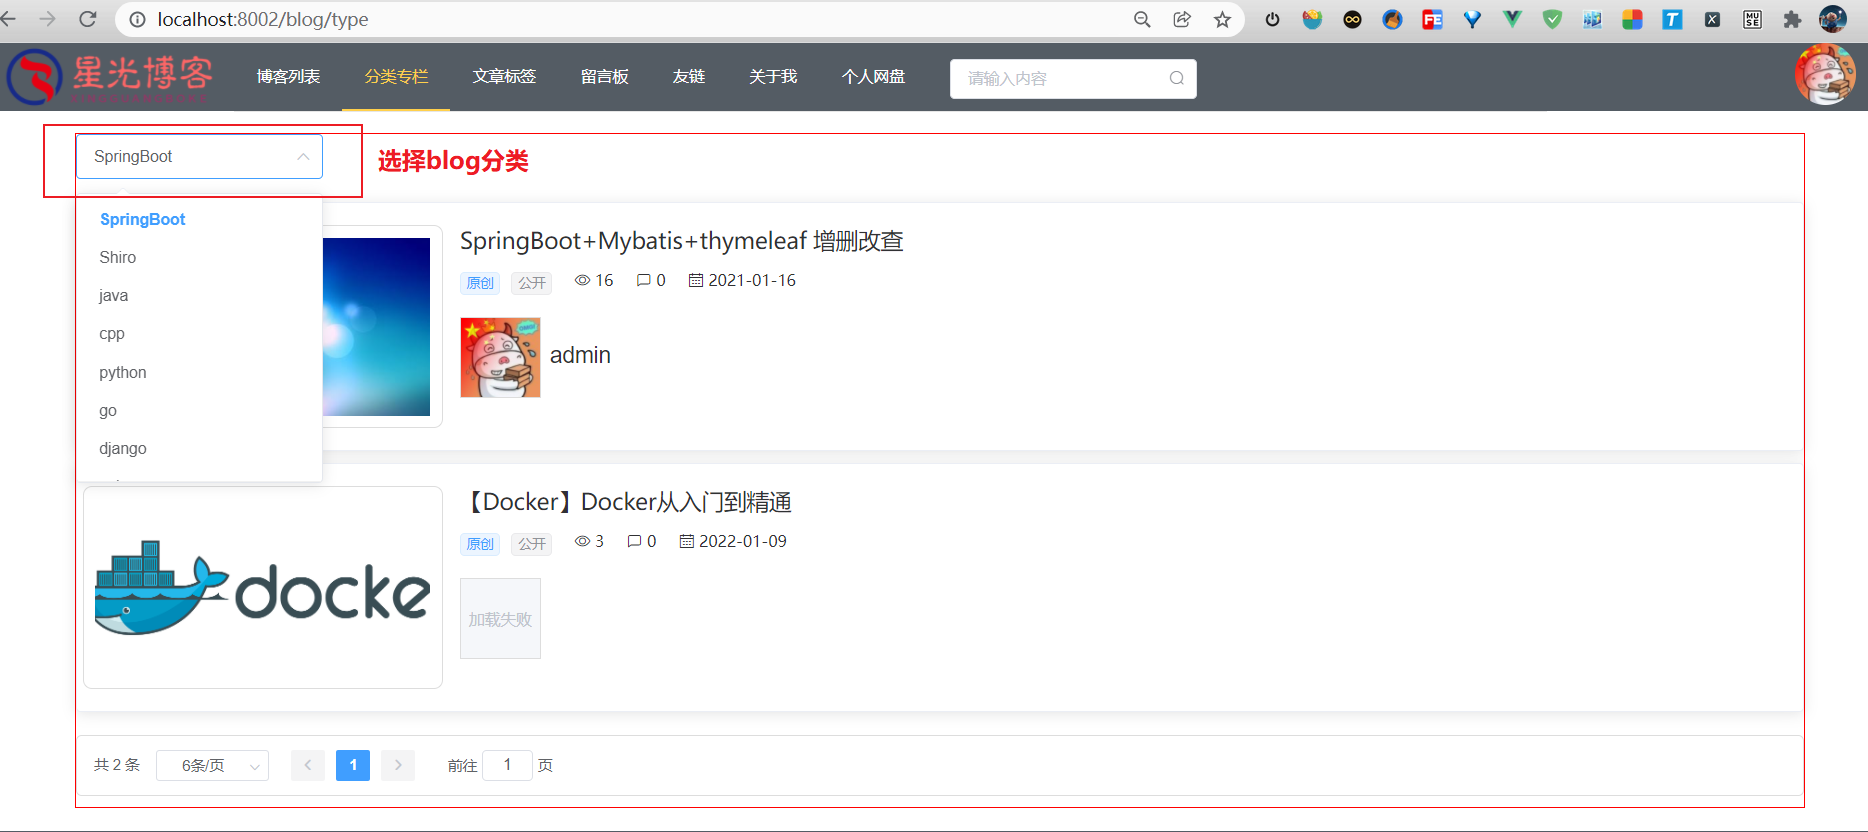 localhost:8002/blog/type
星光博客
博客列表 分类专栏 文章标签 留言板 友链 关于我 个人网盘 请输入内容
SpringBoot
选择blog分类
SpringBoot
Shiro
java
cpp
python
go
django
SpringBoot+Mybatis+thymeleaf 增删改查
原创 公开 16 0 2021-01-16
admin
【Docker】Docker从入门到精通
原创 公开 3 0 2022-01-09
docke
加载失败
共 2 条 6条/页 1 前往 1 页